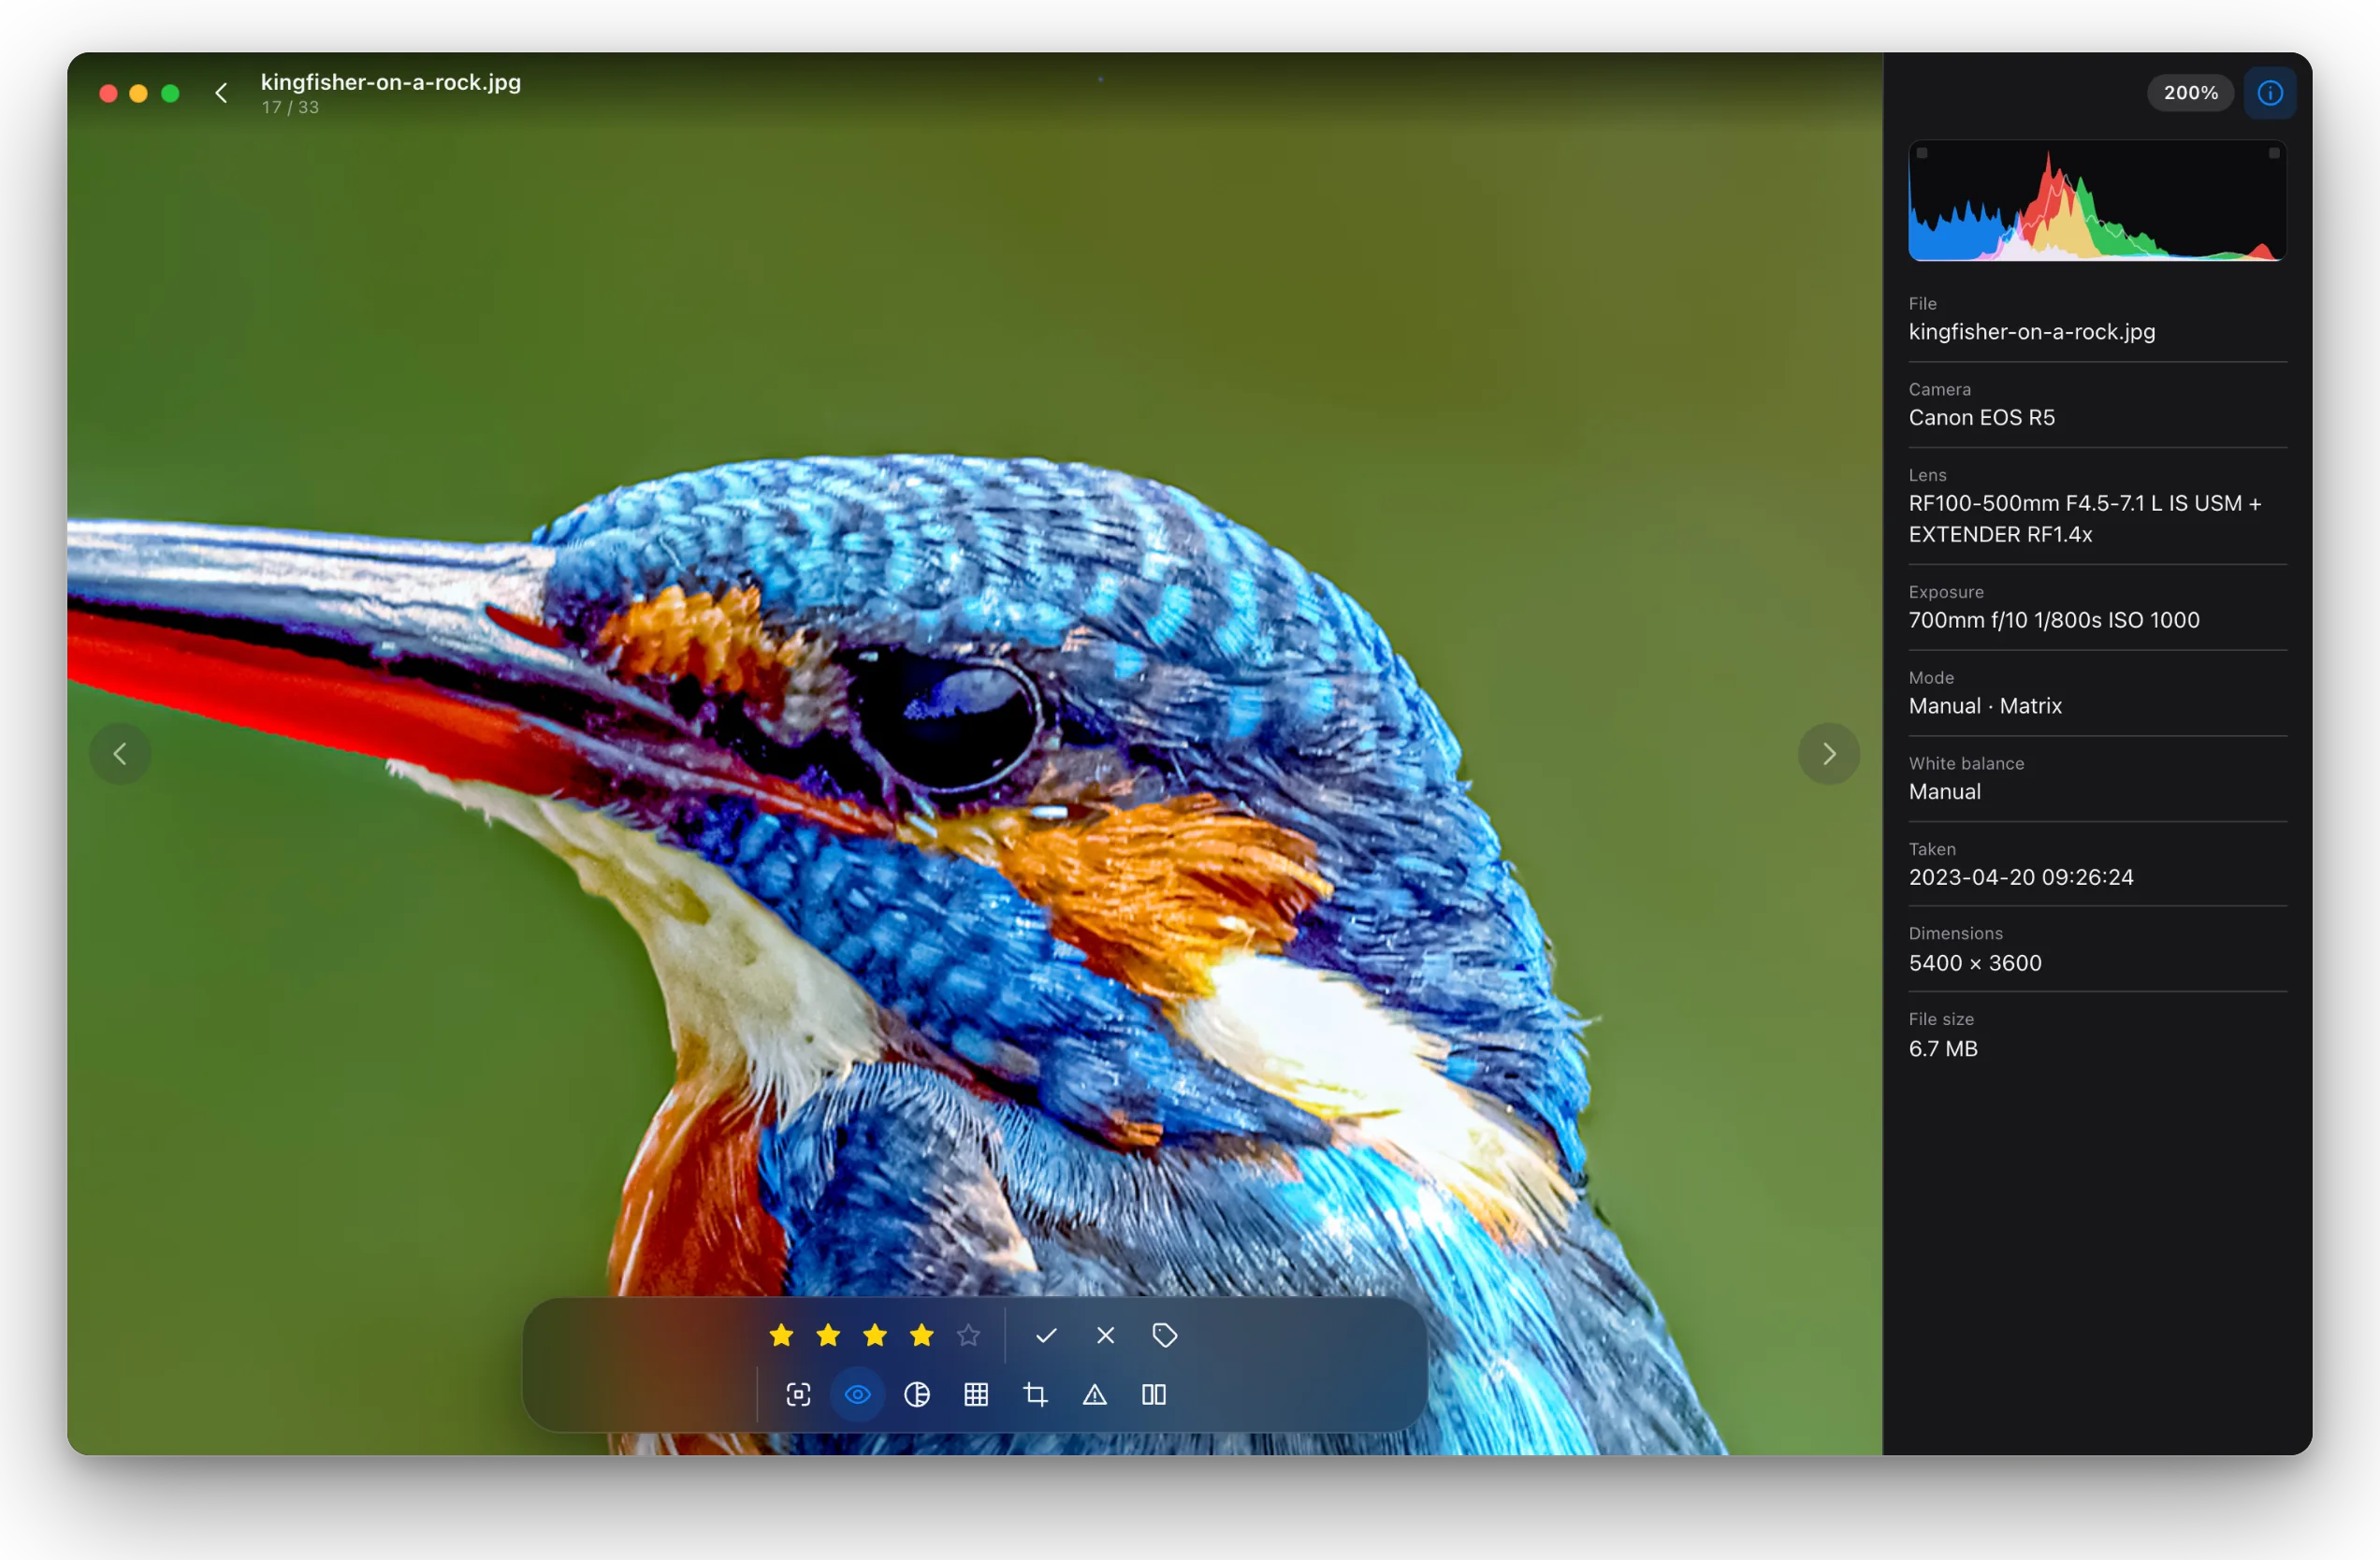 kingfisher-on-a-rock.jpg
17 / 33
200%
File
kingfisher-on-a-rock.jpg
Camera
Canon EOS R5
Lens
RF100-500mm F4.5-7.1 L IS USM +
EXTENDER RF1.4x
Exposure
700mm f/10 1/800s ISO 1000
Mode
Manual · Matrix
White balance
Manual
Taken
2023-04-20 09:26:24
Dimensions
5400 × 3600
File size
6.7 MB